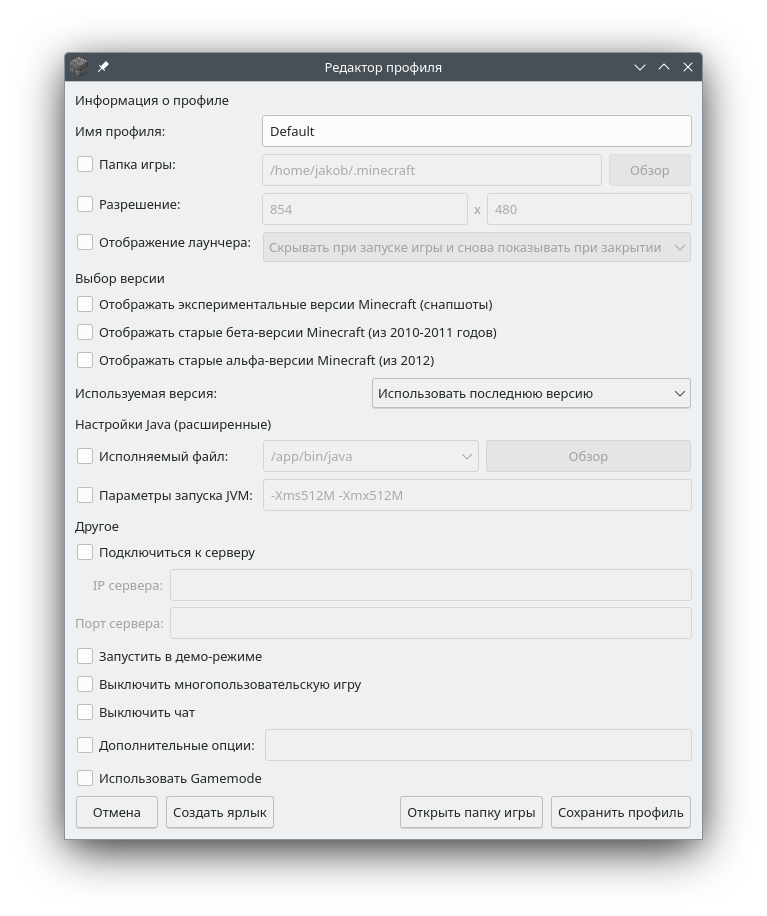 Редактор профиля
Информация о профиле
Имя профиля: Default
Папка игры: /home/jakob/.minecraft Обзор
Разрешение: 854 x 480
Отображение лаунчера: Скрывать при запуске игры и снова показывать при закрытии
Выбор версии
Отображать экспериментальные версии Minecraft (снапшоты)
Отображать старые бета-версии Minecraft (из 2010-2011 годов)
Отображать старые альфа-версии Minecraft (из 2012)
Используемая версия: Использовать последнюю версию
Настройки Java (расширенные)
Исполняемый файл: /app/bin/java Обзор
Параметры запуска JVM: -Xms512M -Xmx512M
Другое
Подключиться к серверу
IP сервера:
Порт сервера:
Запустить в демо-режиме
Выключить многопользовательскую игру
Выключить чат
Дополнительные опции:
Использовать Gamemode
Отмена Создать ярлык Открыть папку игры Сохранить профиль